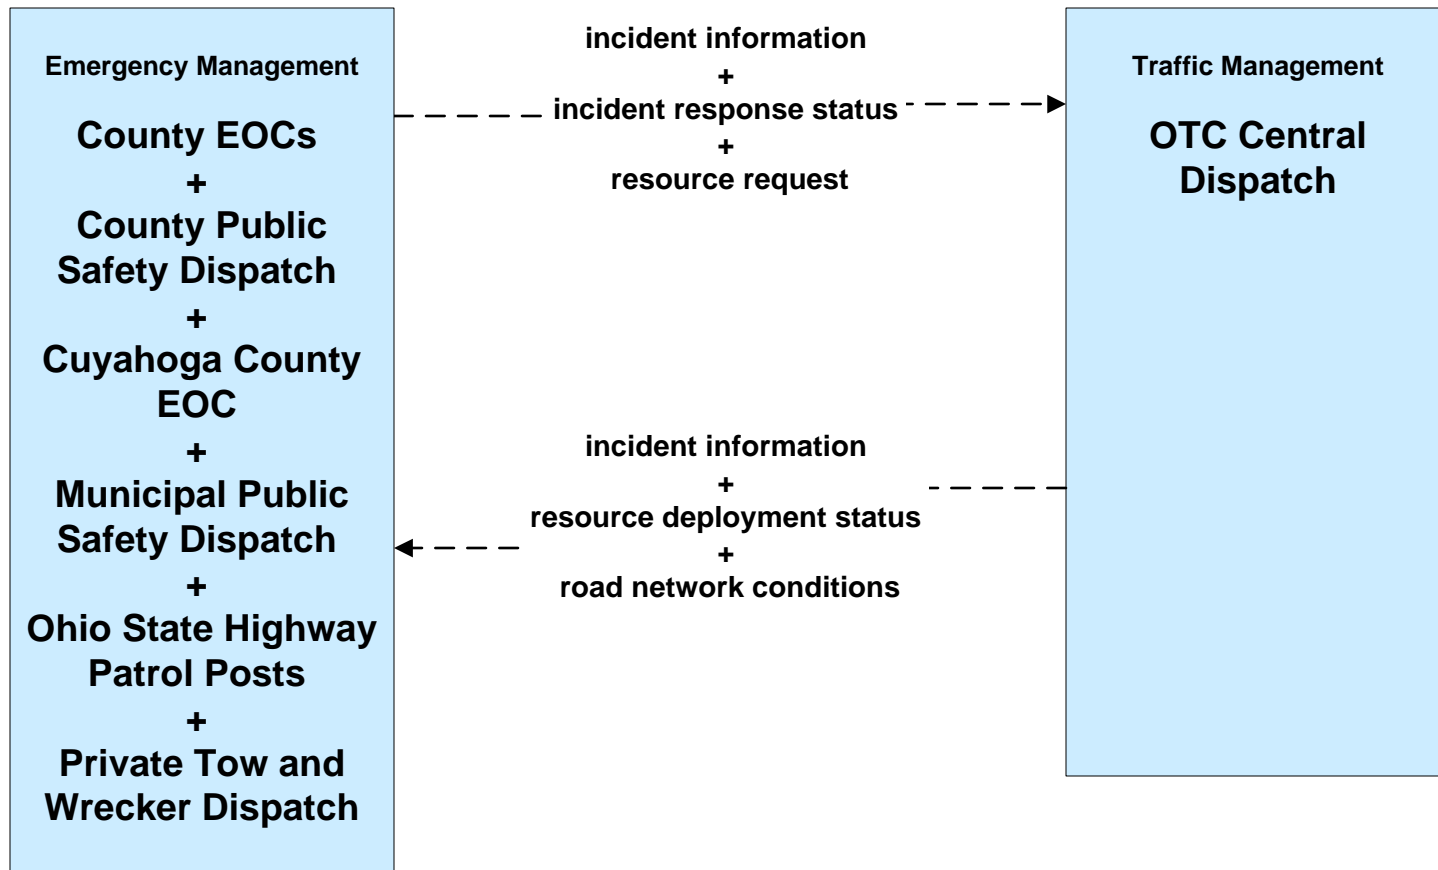 Emergency Management
County EOCs
+
County Public
Safety Dispatch
+
Cuyahoga County
EOC
+
Municipal Public
Safety Dispatch
+
Ohio State Highway
Patrol Posts
+
Private Tow and
Wrecker Dispatch
incident information
+
incident response status
+
resource request
incident information
+
resource deployment status
+
road network conditions
Traffic Management
OTC Central
Dispatch